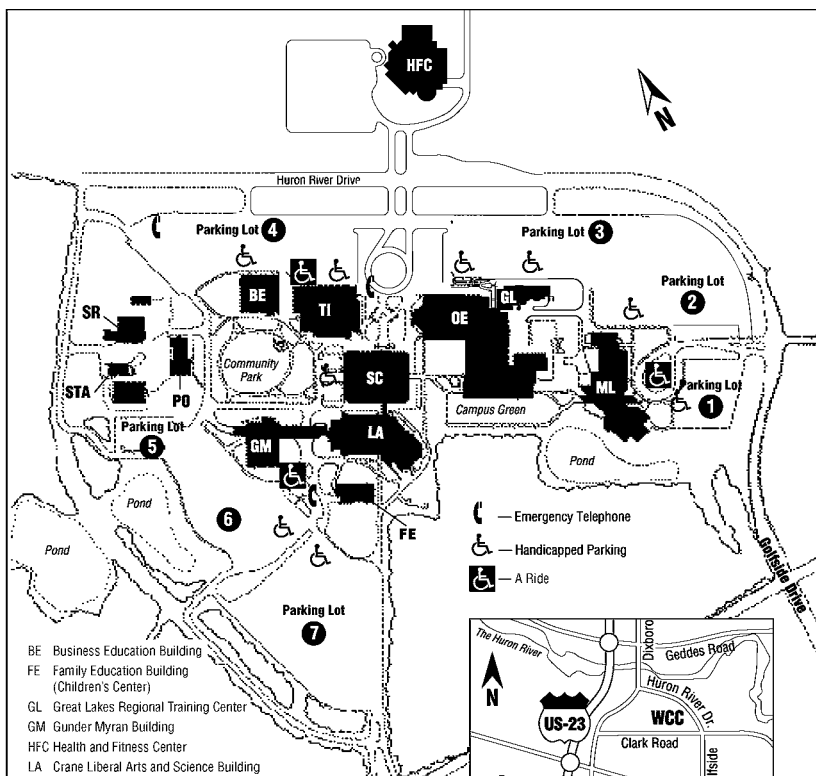 HFC
N
Huron River Drive
Parking Lot 4
Parking Lot 3
Parking Lot
2
BE
TI
OE
GL
SR
STA
PO
Community
Park
SC
ML
Parking Lot
1
Campus Green
Parking Lot
5
GM
LA
Pond
6
FE
Pond
Pond
Golfside Drive
— Emergency Telephone
— Handicapped Parking
— A Ride
Parking Lot
7
BE Business Education Building
FE Family Education Building
(Children's Center)
GL Great Lakes Regional Training Center
GM Gunder Myran Building
HFC Health and Fitness Center
LA Crane Liberal Arts and Science Building
The Huron River
Dixboro
Geddes Road
N
Huron River Dr.
US-23
WCC
Clark Road